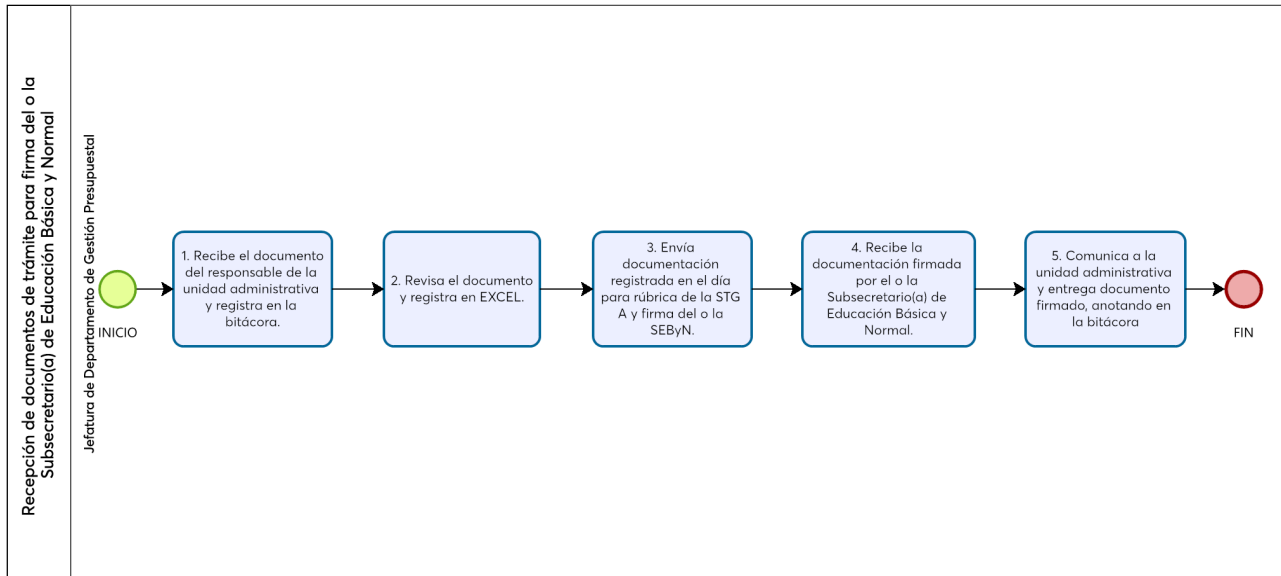 Recepción de documentos de trámite para firma del o la
Subsecretario(a) de Educación Básica y Normal
Jefatura de Departamento de Gestión Presupuestal
INICIO
1. Recibe el documento
del responsable de la
unidad administrativa
y registra en la
bitácora.
2. Revisa el documento
y registra en EXCEL.
3. Envía
documentación
registrada en el día
para rúbrica de la STG
A y firma del o la
SEByN.
4. Recibe la
documentación firmada
por el o la
Subsecretario(a) de
Educación Básica y
Normal.
5. Comunica a la
unidad administrativa
y entrega documento
firmado, anotando en
la bitácora
FIN